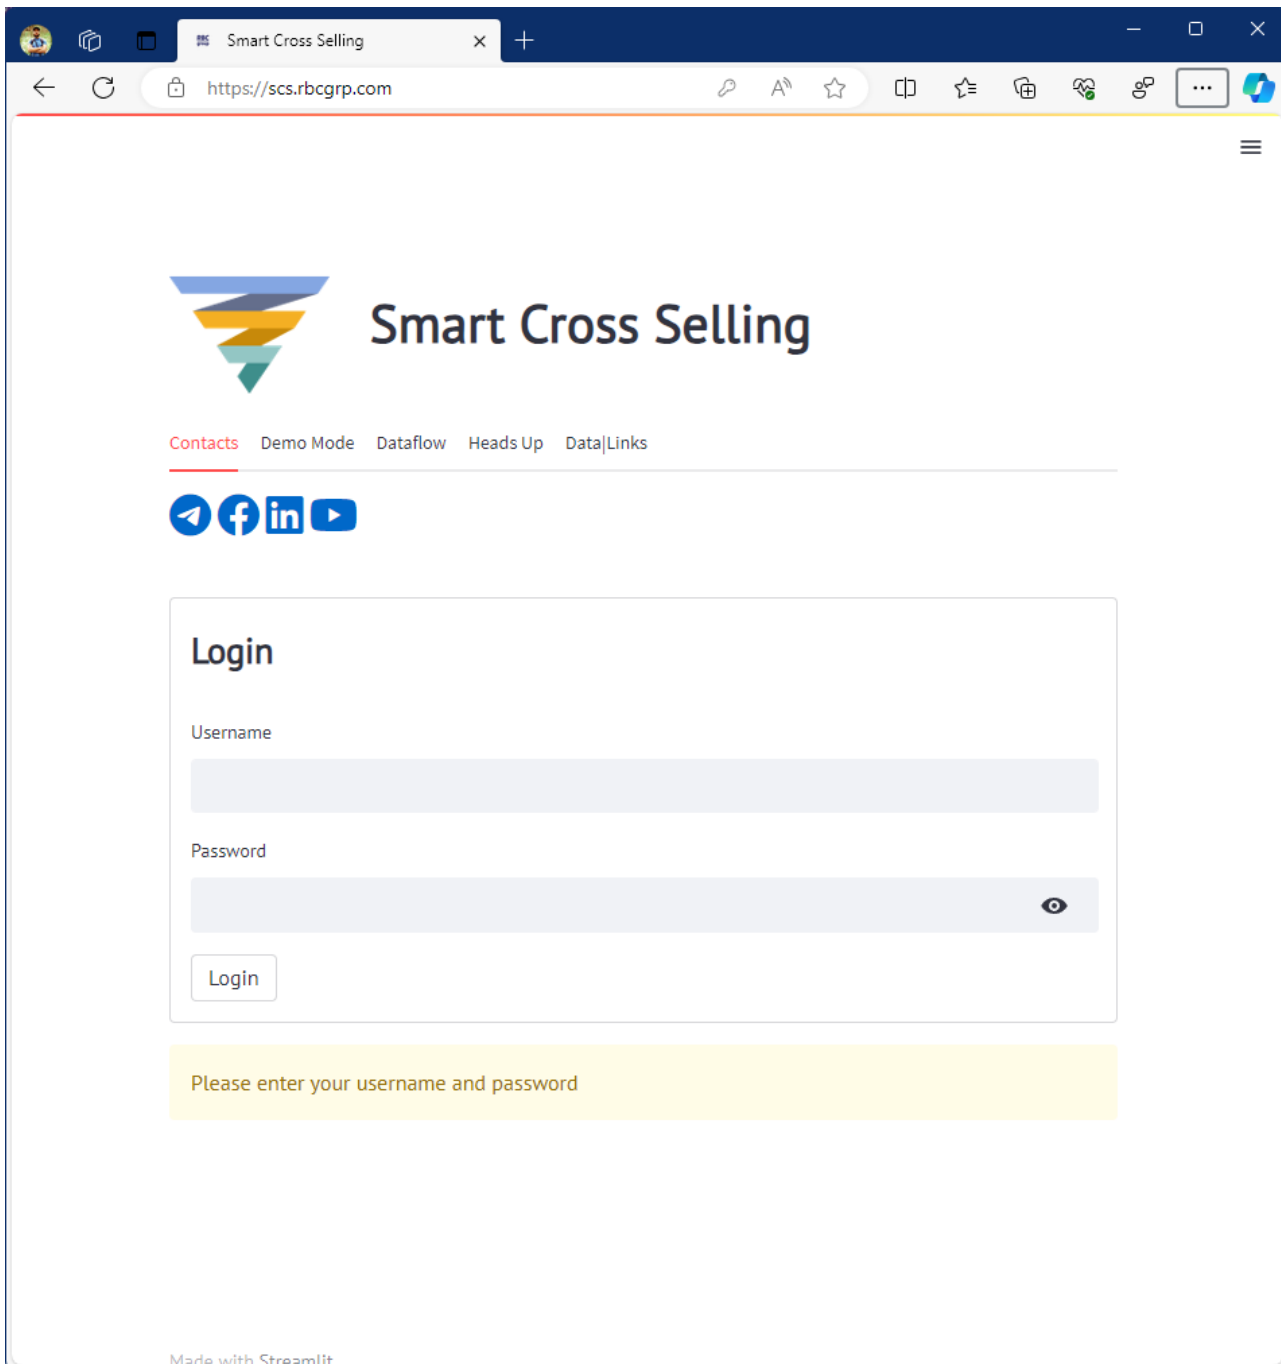 Smart Cross Selling
https://scs.rbcgrp.com
Smart Cross Selling
Contacts Demo Mode Dataflow Heads Up Data|Links
Login
Username
Password
Login
Please enter your username and password
Made with Streamlit